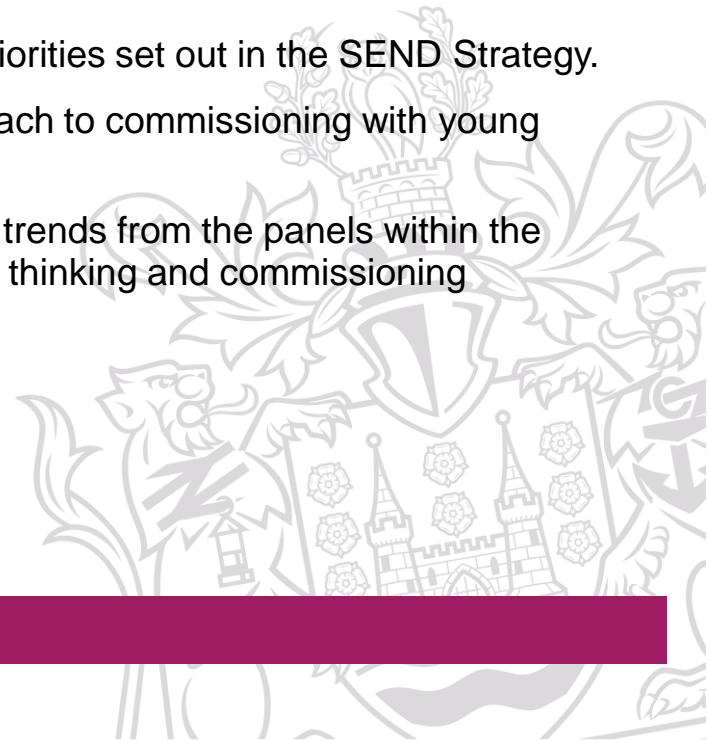 iorities set out in the SEND Strategy.
ach to commissioning with young
trends from the panels within the
thinking and commissioning